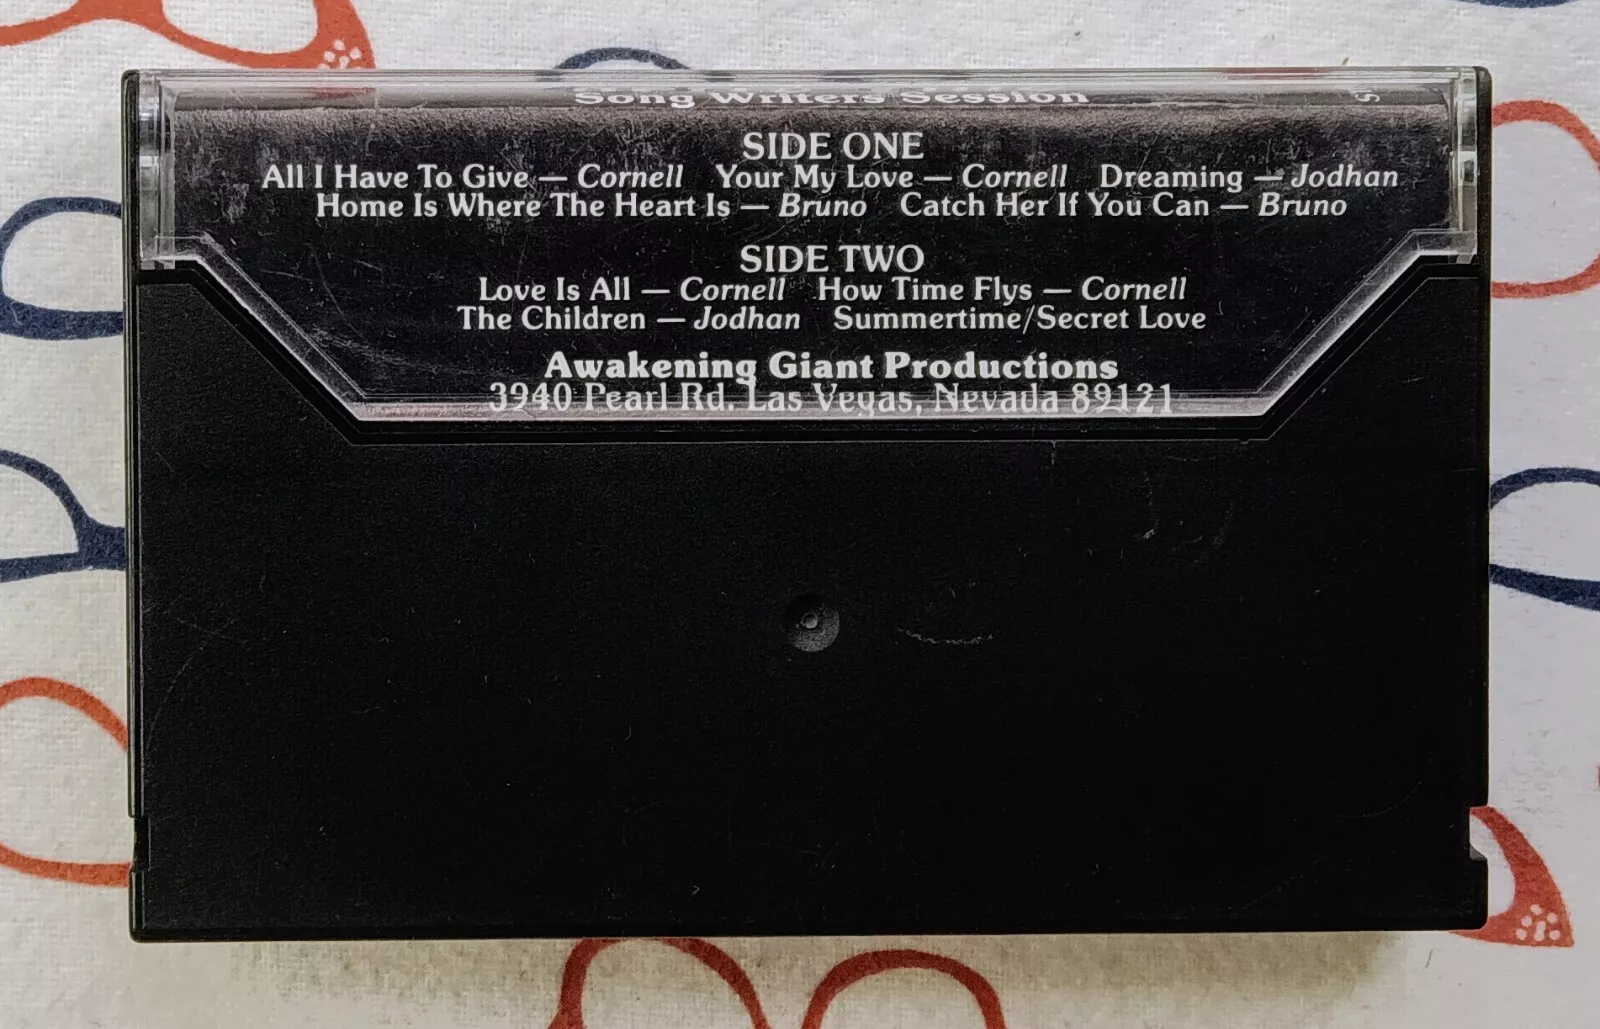 Song Writers Session
SIDE ONE
All I Have To Give — Cornell Your My Love — Cornell Dreaming — Jodhan
Home Is Where The Heart Is — Bruno Catch Her If You Can — Bruno
SIDE TWO
Love Is All — Cornell How Time Flys — Cornell
The Children — Jodhan Summertime/Secret Love
Awakening Giant Productions
3940 Pearl Rd. Las Vegas, Nevada 89121